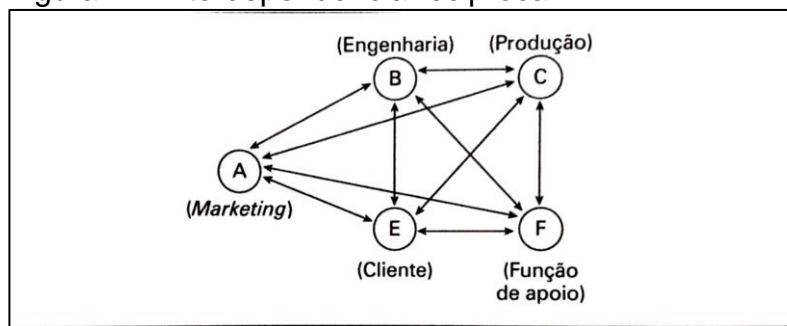 (Engenharia) (Produção)
B C
A
(Marketing)
E F
(Cliente) (Função
de apoio)